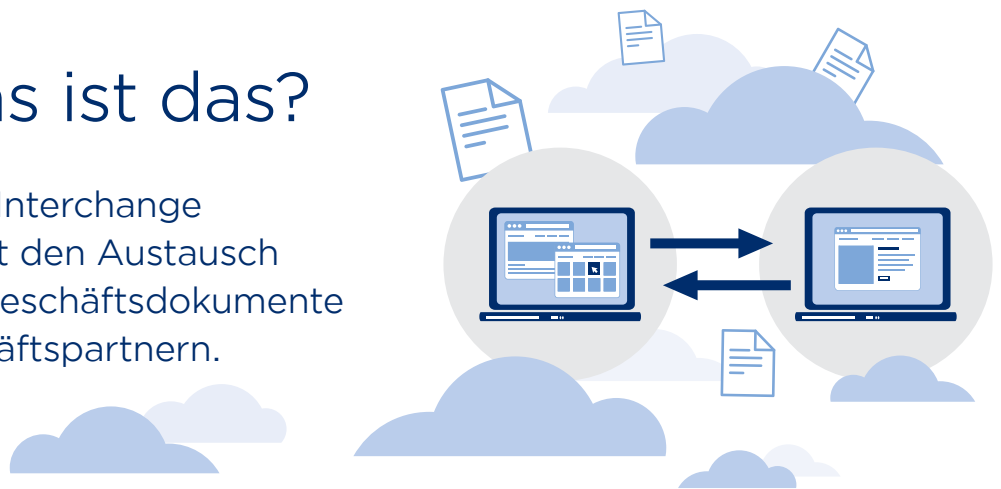 s ist das?
Interchange
t den Austausch
eschäftsdokumente
äftspartnern.